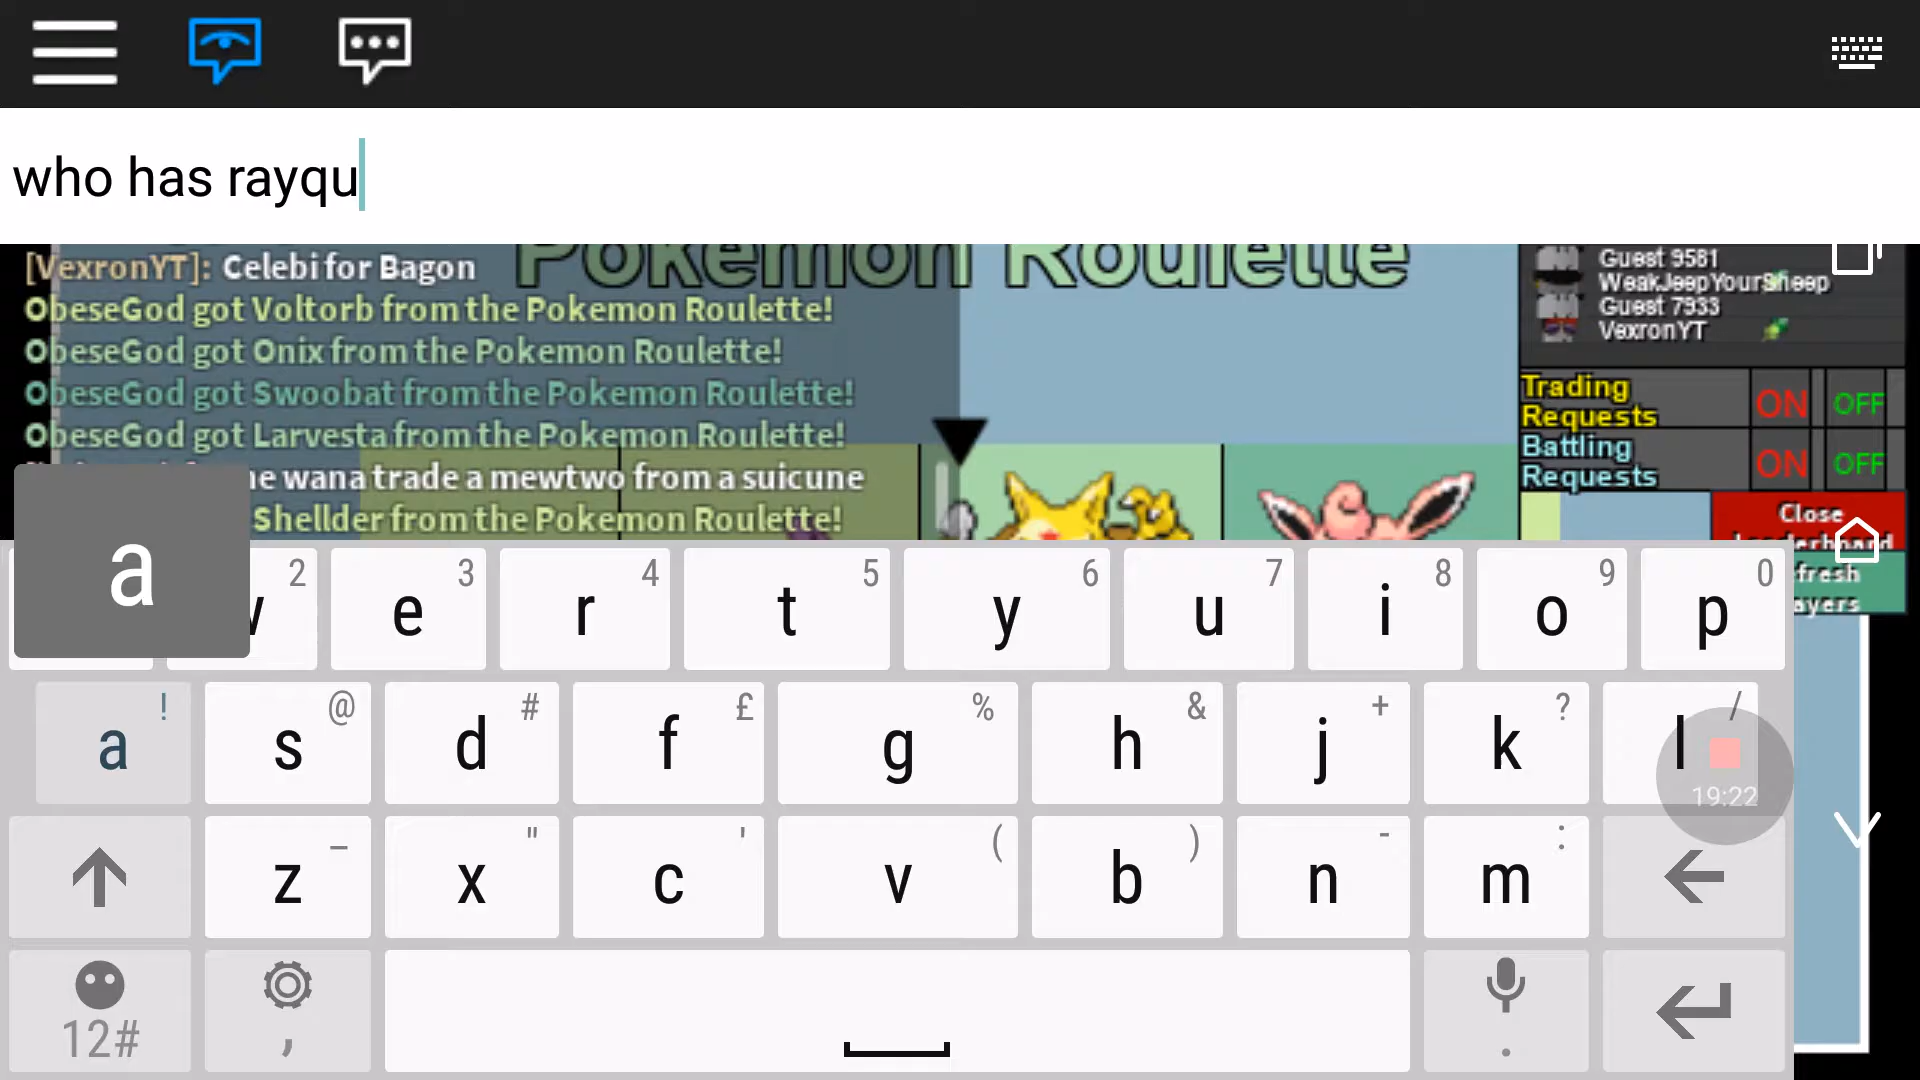 who has rayqu
Pokemon Roulette
[VexronYT]: Celebi for Bagon
ObeseGod got Voltorb from the Pokemon Roulette!
ObeseGod got Onix from the Pokemon Roulette!
ObeseGod got Swoobat from the Pokemon Roulette!
ObeseGod got Larvesta from the Pokemon Roulette!
wana trade a mewtwo from a suicune
Shellder from the Pokemon Roulette!
Guest 9581
WeakJeepYourSheep
Guest 7933
VexronYT
Trading Requests ON OFF
Battling Requests ON OFF
Close
Leaderboard
a
2 3 4 5 6 7 8 9 0
e r t y u i o p
! @ # £ % & + ? /
a s d f g h j k l
19:22
_ " ' ( ) - :
z x c v b n m
12# , .